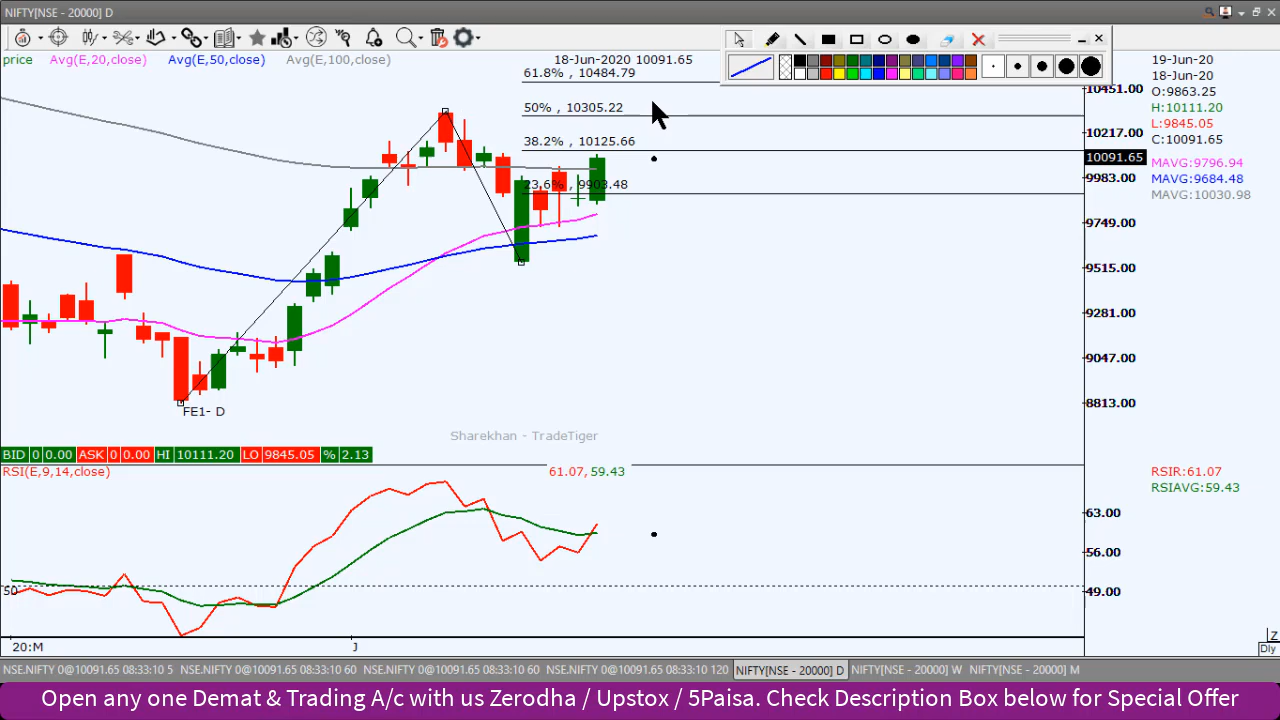 NIFTY[NSE - 20000] D
price Avg(E,20,close) Avg(E,50,close) Avg(E,100,close)
18-Jun-2020 10091.65
61.8% , 10484.79
50% , 10305.22
38.2% , 10125.66
23.6% , 9903.48
FE1- D
Sharekhan - TradeTiger
10451.00
10217.00
10091.65
9983.00
9749.00
9515.00
9281.00
9047.00
8813.00
19-Jun-20
18-Jun-20
O:9863.25
H:10111.20
L:9845.05
C:10091.65
MAVG:9796.94
MAVG:9684.48
MAVG:10030.98
BID 0 0.00 ASK 0 0.00 HI 10111.20 LO 9845.05 % 2.13
RSI(E,9,14,close) 61.07, 59.43
RSIR:61.07
RSIAVG:59.43
63.00
56.00
49.00
50
20:M J
Z
Dly
NSE.NIFTY 0@10091.65 08:33:10 5 NSE.NIFTY 0@10091.65 08:33:10 60 NSE.NIFTY 0@10091.65 08:33:10 60 NSE.NIFTY 0@10091.65 08:33:10 120 NIFTY[NSE - 20000] D NIFTY[NSE - 20000] W NIFTY[NSE - 20000] M
Open any one Demat & Trading A/c with us Zerodha / Upstox / 5Paisa. Check Description Box below for Special Offer